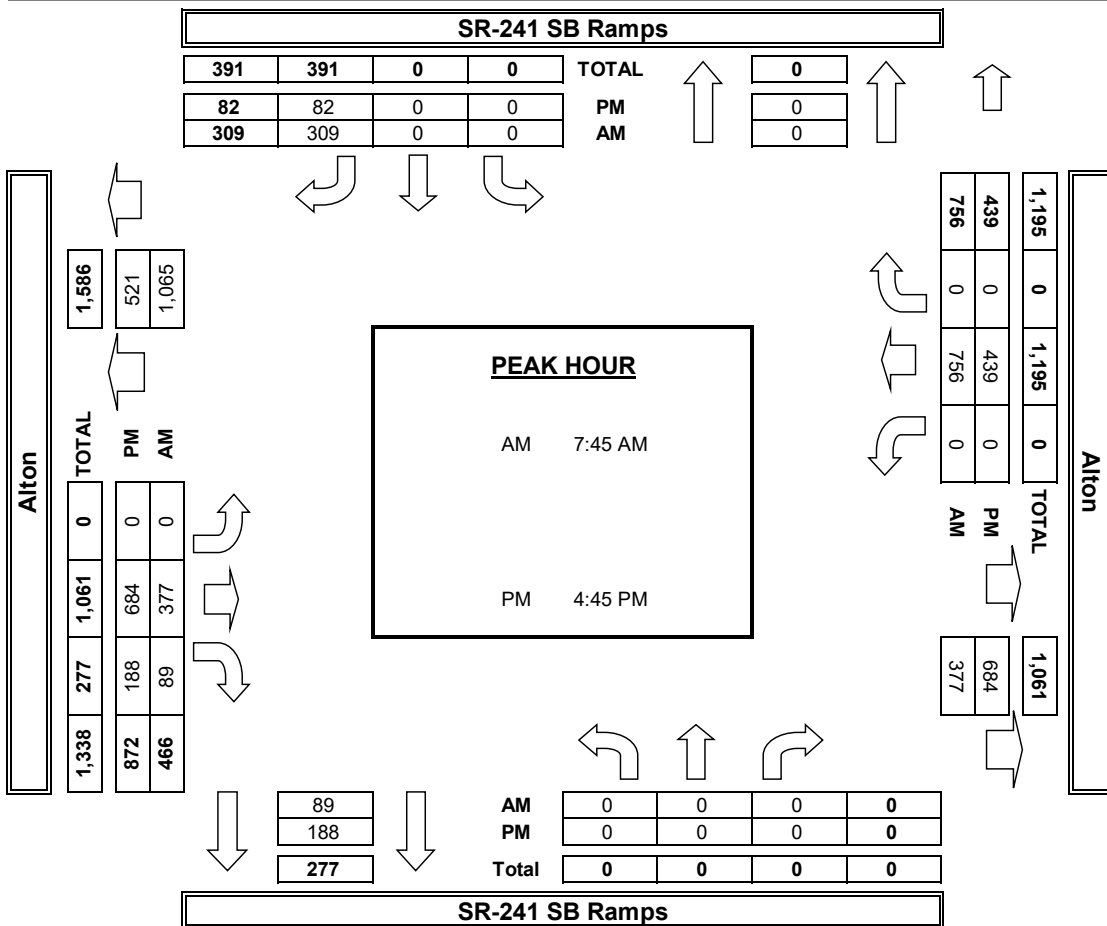 SR-241 SB Ramps
391 391 0 0 TOTAL 0
82 82 0 0 PM 0
309 309 0 0 AM 0
Alton
1,586
521
1,065
TOTAL
PM
AM
0 1,061 277 1,338
0 684 188 872
0 377 89 466
PEAK HOUR
AM 7:45 AM
PM 4:45 PM
1,195 0 1,195 0 TOTAL
439 0 439 0 PM
756 0 756 0 AM
1,061
684
377
Alton
89 AM 0 0 0 0
188 PM 0 0 0 0
277 Total 0 0 0 0
SR-241 SB Ramps